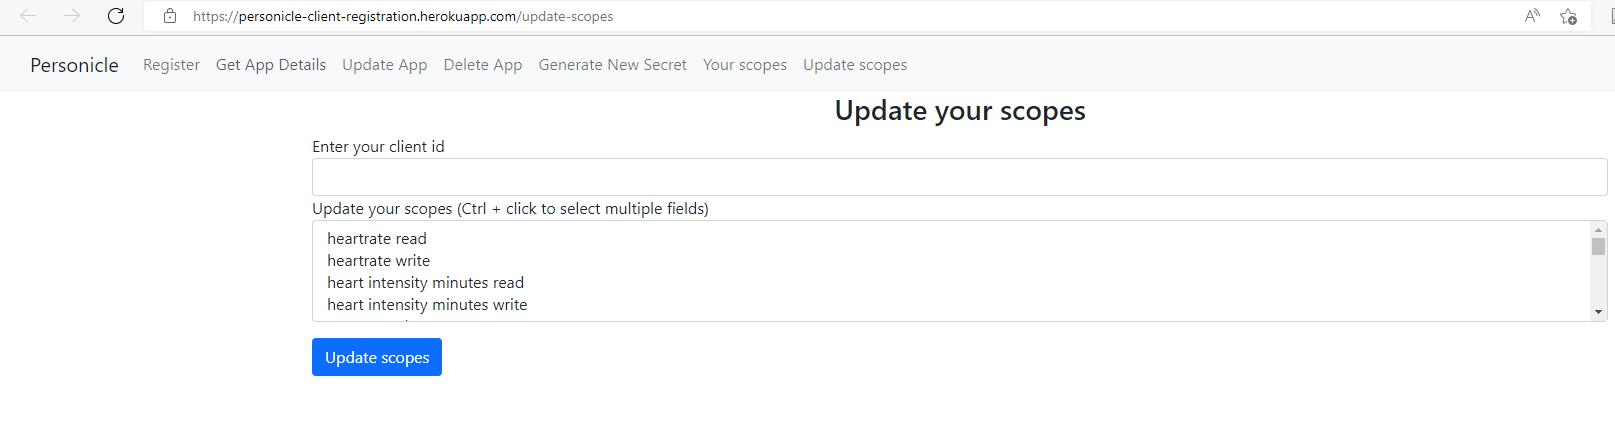 https://personicle-client-registration.herokuapp.com/update-scopes
Personicle Register Get App Details Update App Delete App Generate New Secret Your scopes Update scopes
Update your scopes
Enter your client id
Update your scopes (Ctrl + click to select multiple fields)
heartrate read
heartrate write
heart intensity minutes read
heart intensity minutes write
Update scopes